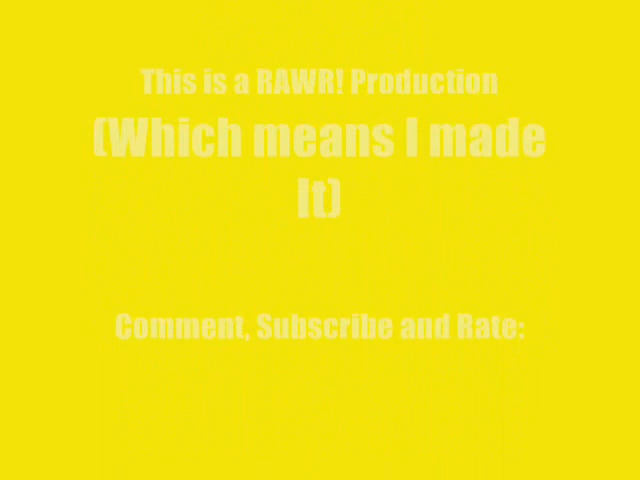 This is a RAWR! Production
(Which means I made
It)
Comment, Subscribe and Rate: